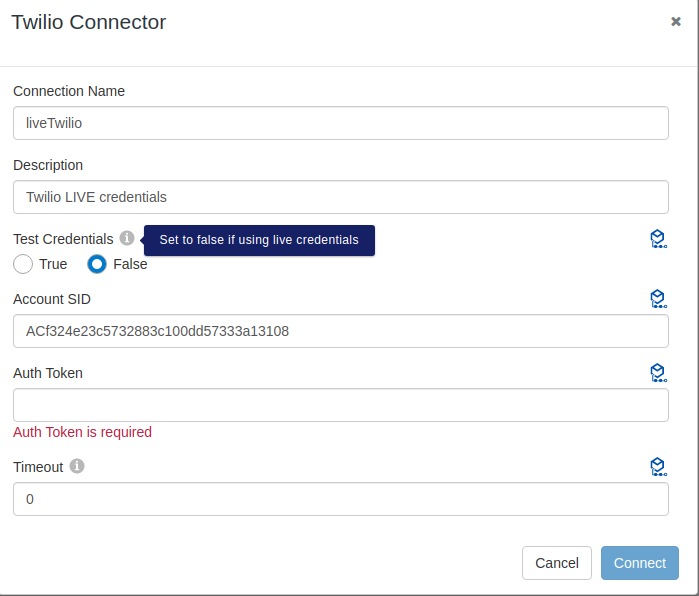 Twilio Connector
Connection Name
liveTwilio
Description
Twilio LIVE credentials
Test Credentials
Set to false if using live credentials
True
False
Account SID
ACf324e23c5732883c100dd57333a13108
Auth Token
Auth Token is required
Timeout
0
Cancel
Connect